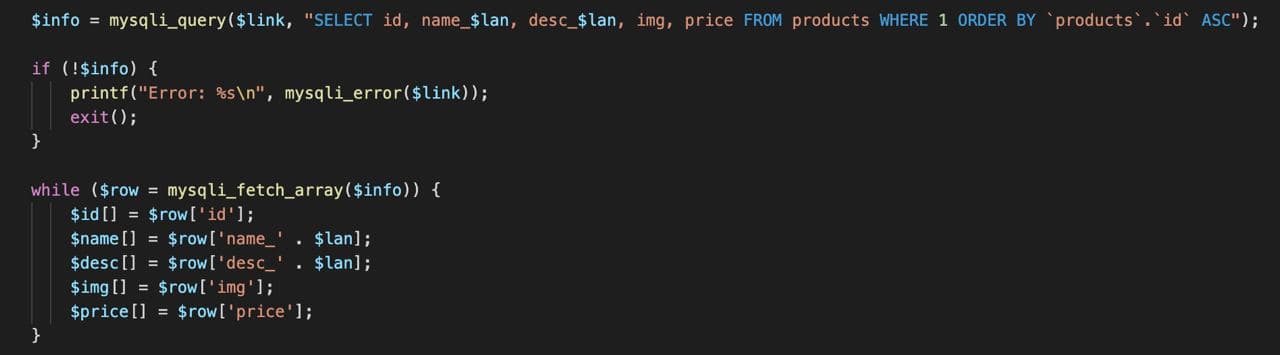 $info = mysqli_query($link, "SELECT id, name_$lan, desc_$lan, img, price FROM products WHERE 1 ORDER BY `products`.`id` ASC");
if (!$info) {
printf("Error: %s\n", mysqli_error($link));
exit();
}
while ($row = mysqli_fetch_array($info)) {
$id[] = $row['id'];
$name[] = $row['name_' . $lan];
$desc[] = $row['desc_' . $lan];
$img[] = $row['img'];
$price[] = $row['price'];
}